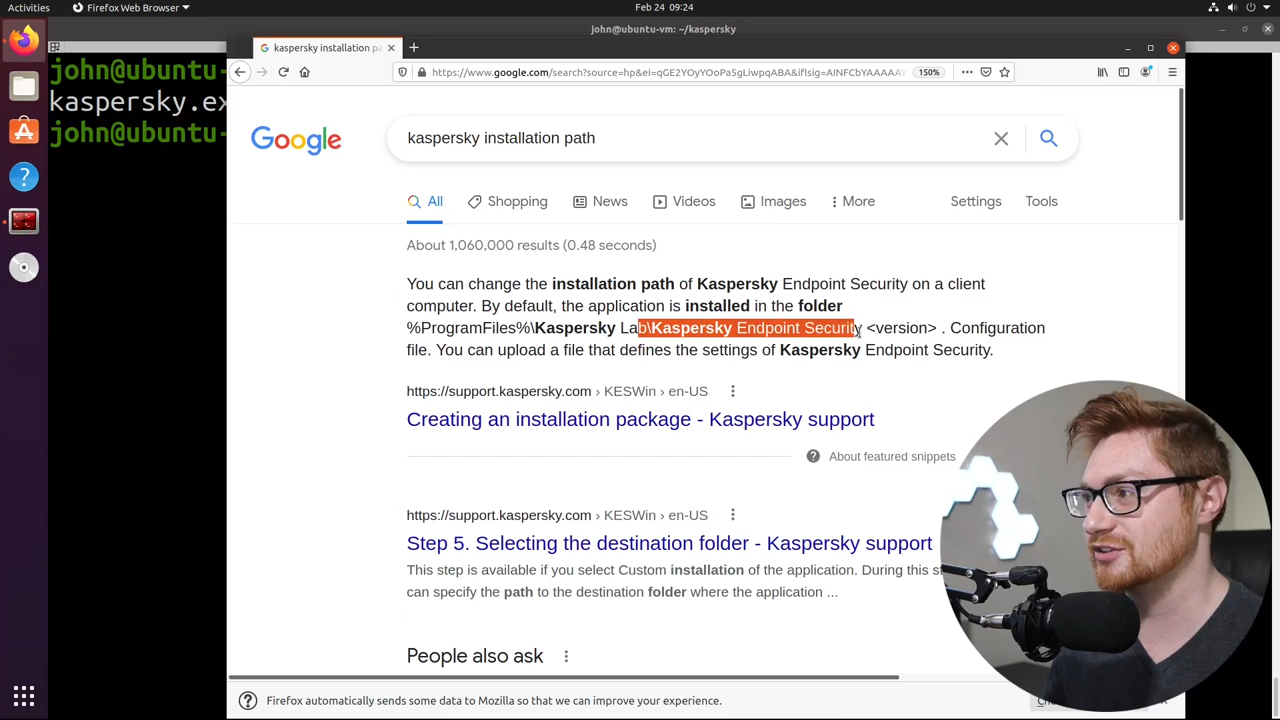 Activities
Firefox Web Browser
Feb 24 09:24
john@ubuntu-vm: ~/kaspersky
kaspersky installation pa
john@ubuntu-
kaspersky.ex
john@ubuntu-
https://www.google.com/search?source=hp&ei=
150%
Google
kaspersky installation path
All
Shopping
News
Videos
Images
More
Settings
Tools
About 1,060,000 results (0.48 seconds)
You can change the installation path of Kaspersky Endpoint Security on a client
computer. By default, the application is installed in the folder
%ProgramFiles%\Kaspersky Lab\Kaspersky Endpoint Security <version> . Configuration
file. You can upload a file that defines the settings of Kaspersky Endpoint Security.
https://support.kaspersky.com › KESWin › en-US
Creating an installation package - Kaspersky support
About featured snippets
https://support.kaspersky.com › KESWin › en-US
Step 5. Selecting the destination folder - Kaspersky support
This step is available if you select Custom installation of the application. During this
can specify the path to the destination folder where the application ...
People also ask
Firefox automatically sends some data to Mozilla so that we can improve your experience.